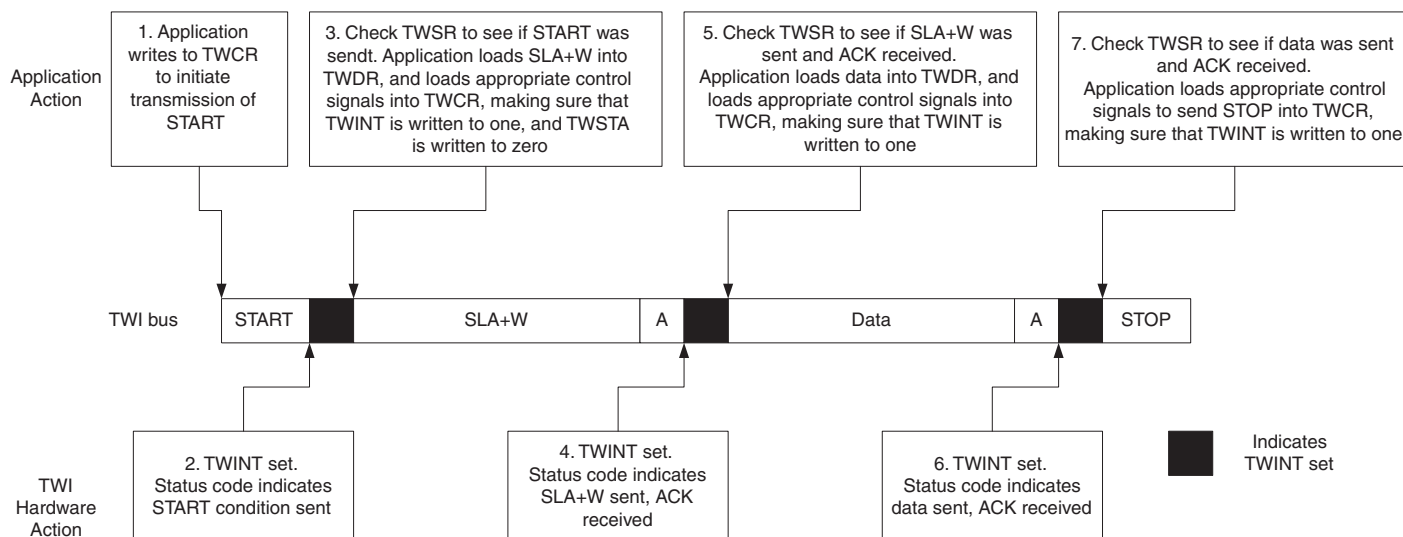 Application
Action
1. Application
writes to TWCR
to initiate
transmission of
START
3. Check TWSR to see if START was
sendt. Application loads SLA+W into
TWDR, and loads appropriate control
signals into TWCR, making sure that
TWINT is written to one, and TWSTA
is written to zero
5. Check TWSR to see if SLA+W was
sent and ACK received.
Application loads data into TWDR, and
loads appropriate control signals into
TWCR, making sure that TWINT is
written to one
7. Check TWSR to see if data was sent
and ACK received.
Application loads appropriate control
signals to send STOP into TWCR,
making sure that TWINT is written to one
TWI bus
START
SLA+W
A
Data
A
STOP
TWI
Hardware
Action
2. TWINT set.
Status code indicates
START condition sent
4. TWINT set.
Status code indicates
SLA+W sent, ACK
received
6. TWINT set.
Status code indicates
data sent, ACK received
Indicates
TWINT set